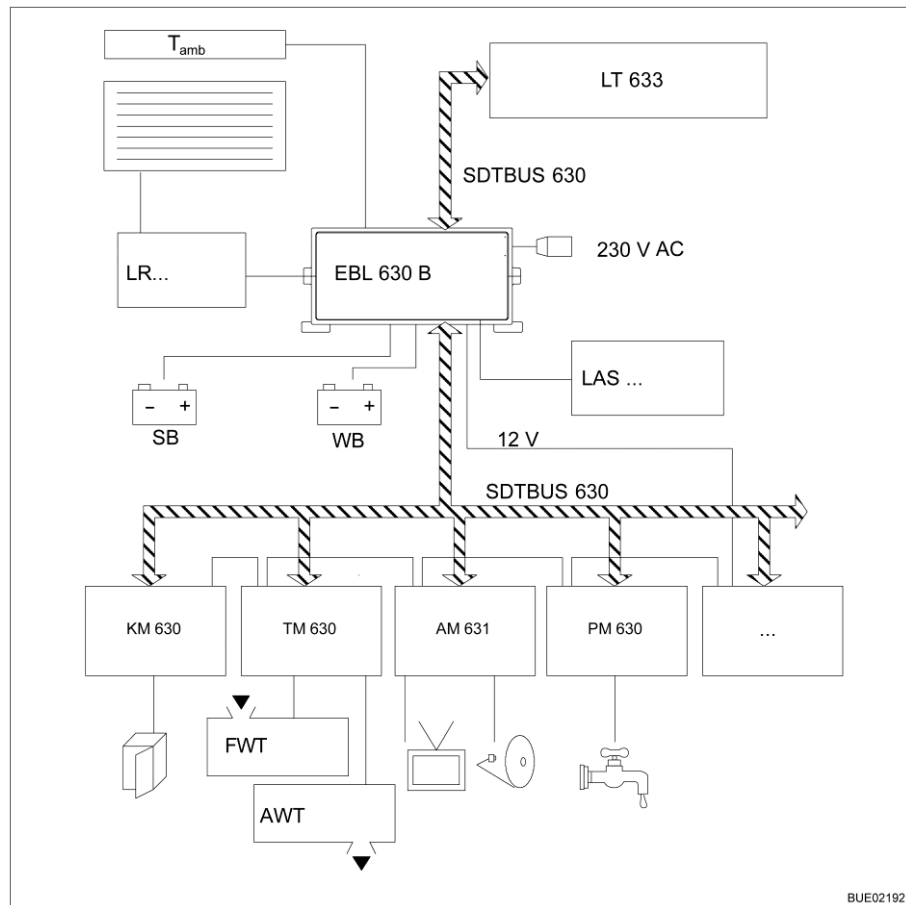 Tamb
LT 633
SDTBUS 630
230 V AC
LR...
EBL 630 B
LAS ...
- +
- +
SB
WB
12 V
SDTBUS 630
KM 630
TM 630
AM 631
PM 630
...
FWT
AWT
BUE02192